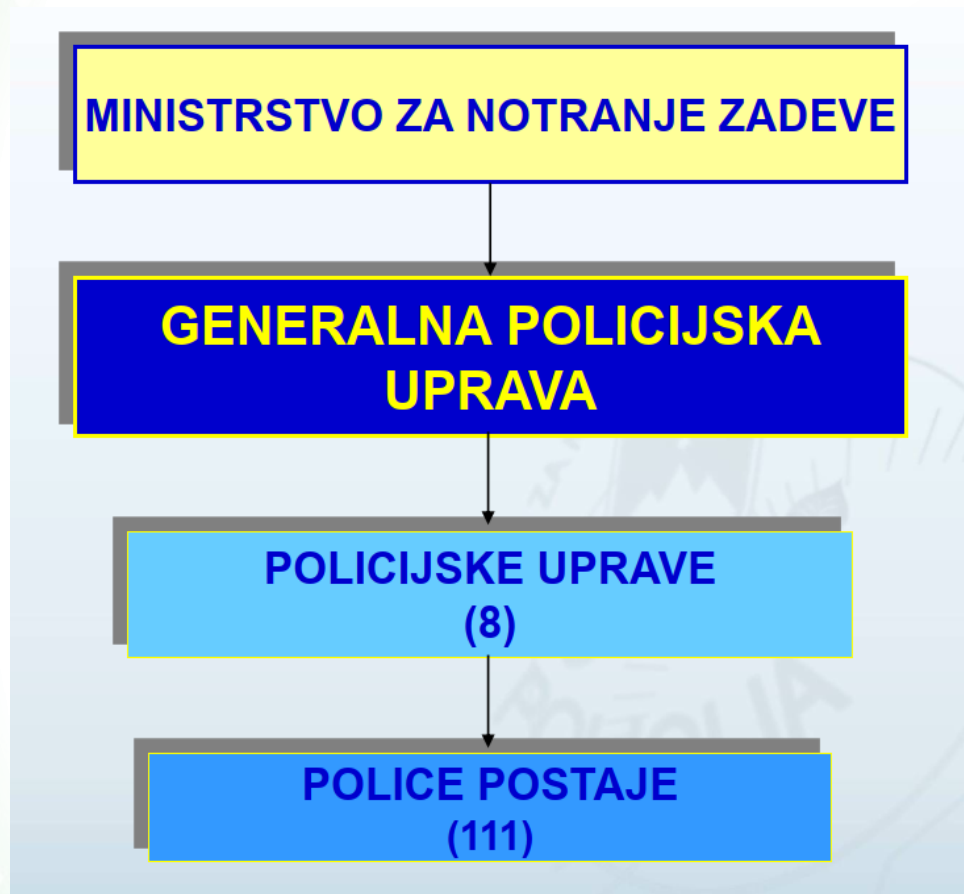 MINISTRSTVO ZA NOTRANJE ZADEVE
GENERALNA POLICIJSKA
UPRAVA
POLICIJSKE UPRAVE
(8)
POLICE POSTAJE
(111)